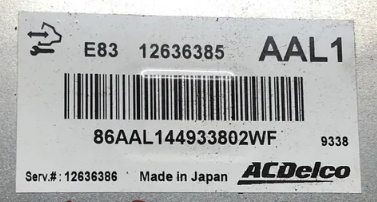 E83 12636385 AAL1
86AAL144933802WF
9338
Serv.#: 12636386 Made in Japan ACDelco